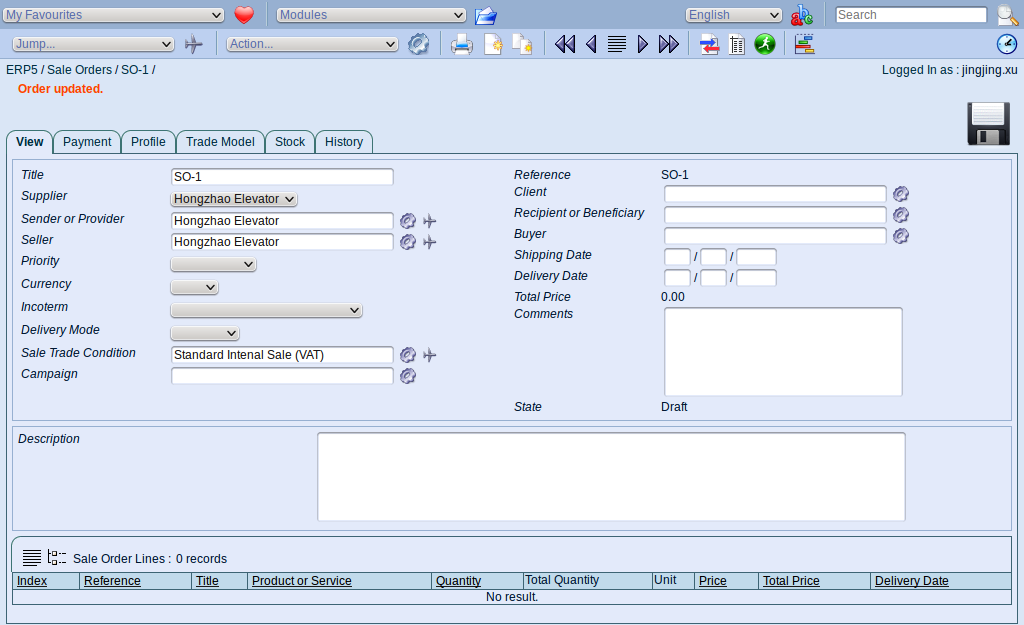 My Favourites Modules English Search
Jump... Action...
ERP5 / Sale Orders / SO-1 / Logged In as : jingjing.xu
Order updated.
View Payment Profile Trade Model Stock History
Title SO-1
Supplier Hongzhao Elevator
Sender or Provider Hongzhao Elevator
Seller Hongzhao Elevator
Priority
Currency
Incoterm
Delivery Mode
Sale Trade Condition Standard Intenal Sale (VAT)
Campaign
Reference SO-1
Client
Recipient or Beneficiary
Buyer
Shipping Date / /
Delivery Date / /
Total Price 0.00
Comments
State Draft
Description
Sale Order Lines : 0 records
Index Reference Title Product or Service Quantity Total Quantity Unit Price Total Price Delivery Date
No result.